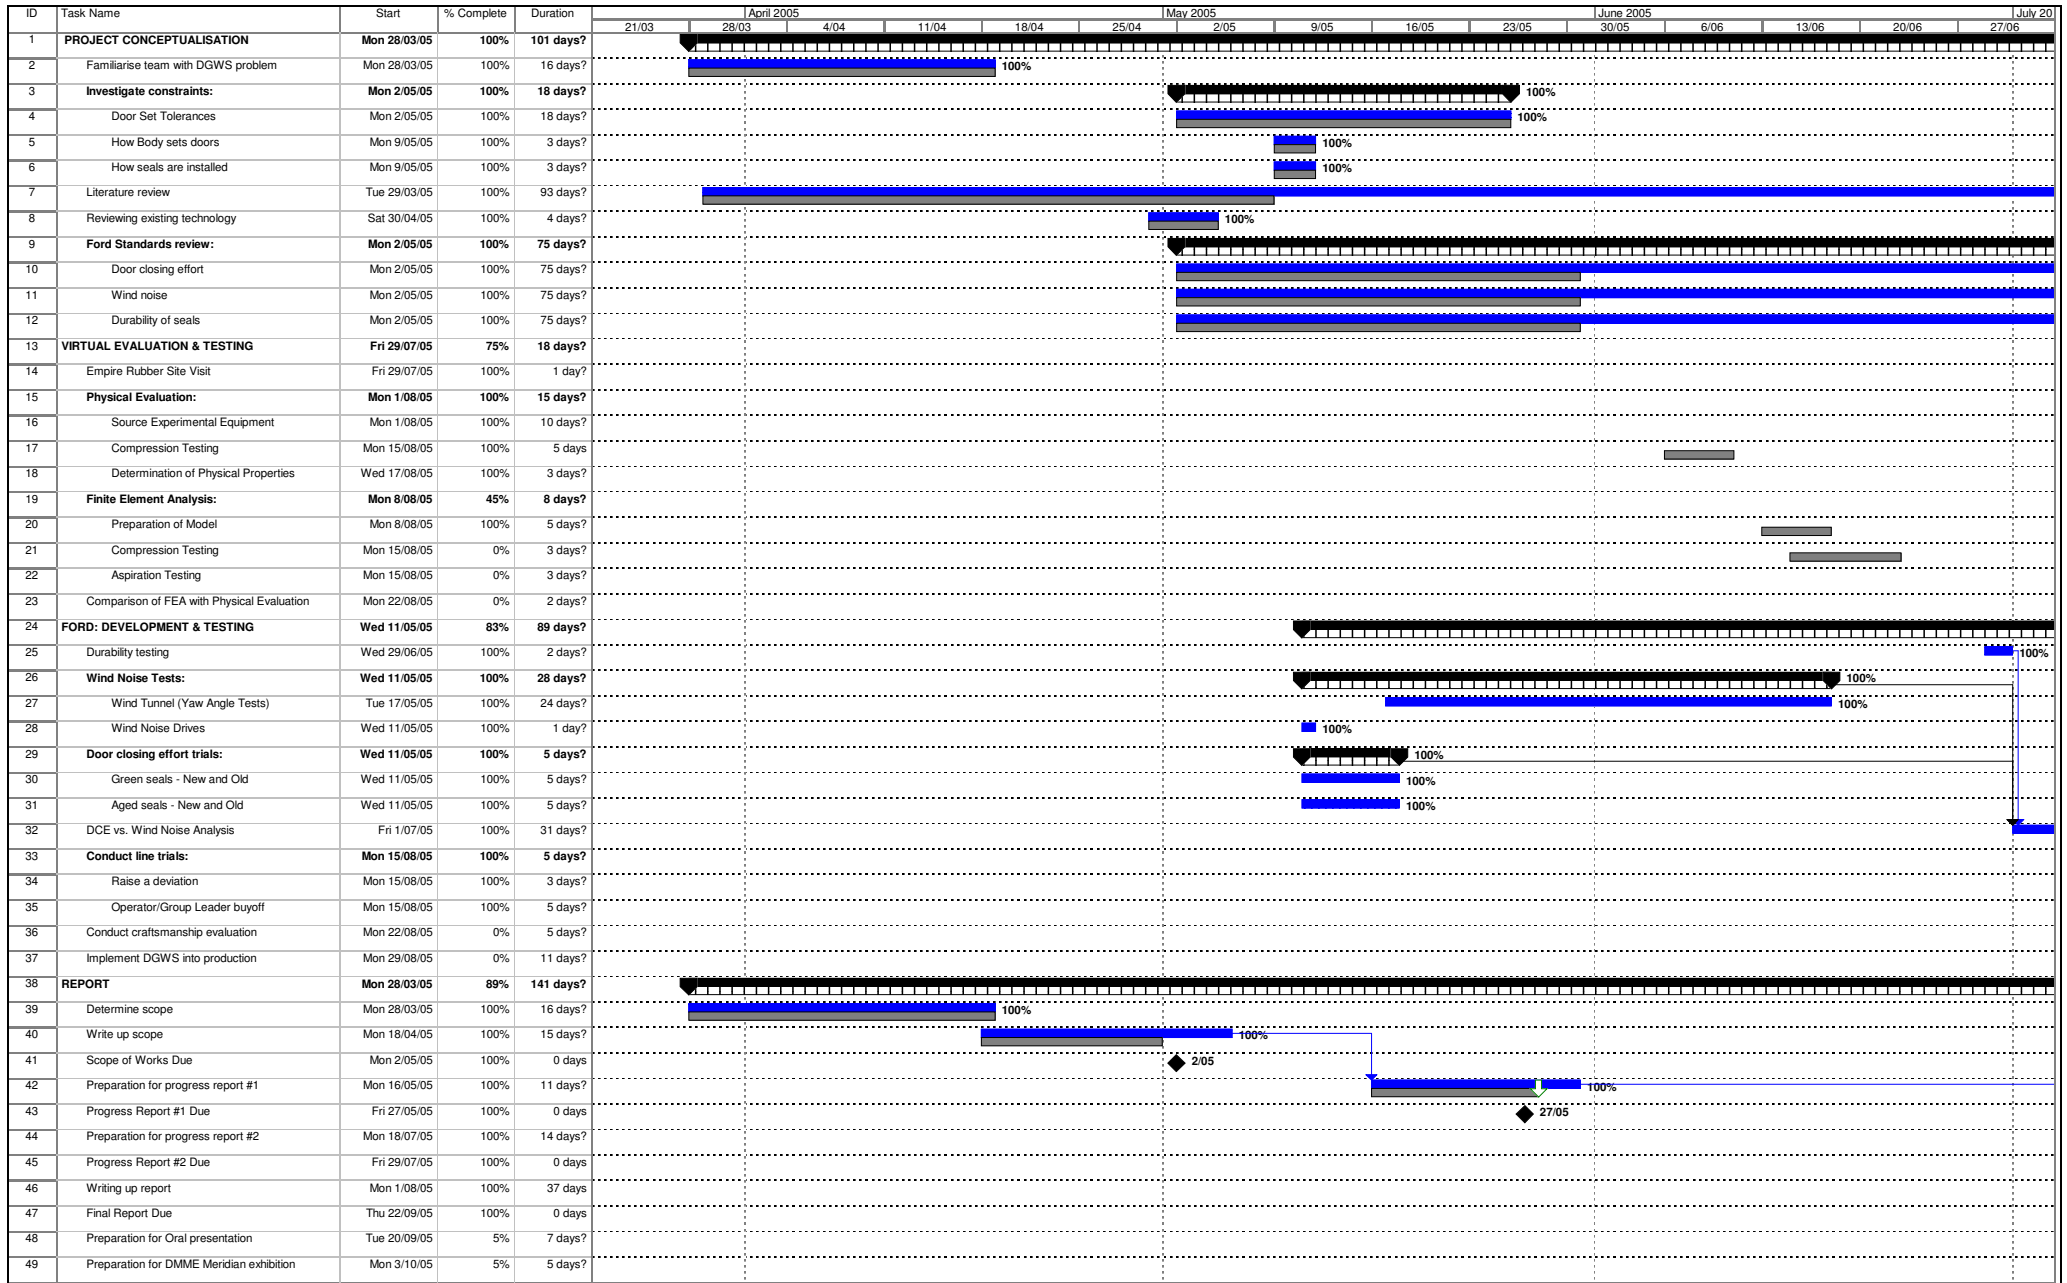 ID Task Name Start % Complete Duration
April 2005 May 2005 June 2005 July 20
21/03 28/03 4/04 11/04 18/04 25/04 2/05 9/05 16/05 23/05 30/05 6/06 13/06 20/06 27/06
1 PROJECT CONCEPTUALISATION Mon 28/03/05 100% 101 days?
2 Familiarise team with DGWS problem Mon 28/03/05 100% 16 days? 100%
3 Investigate constraints: Mon 2/05/05 100% 18 days? 100%
4 Door Set Tolerances Mon 2/05/05 100% 18 days? 100%
5 How Body sets doors Mon 9/05/05 100% 3 days? 100%
6 How seals are installed Mon 9/05/05 100% 3 days? 100%
7 Literature review Tue 29/03/05 100% 93 days?
8 Reviewing existing technology Sat 30/04/05 100% 4 days? 100%
9 Ford Standards review: Mon 2/05/05 100% 75 days?
10 Door closing effort Mon 2/05/05 100% 75 days?
11 Wind noise Mon 2/05/05 100% 75 days?
12 Durability of seals Mon 2/05/05 100% 75 days?
13 VIRTUAL EVALUATION & TESTING Fri 29/07/05 75% 18 days?
14 Empire Rubber Site Visit Fri 29/07/05 100% 1 day?
15 Physical Evaluation: Mon 1/08/05 100% 15 days?
16 Source Experimental Equipment Mon 1/08/05 100% 10 days?
17 Compression Testing Mon 15/08/05 100% 5 days
18 Determination of Physical Properties Wed 17/08/05 100% 3 days?
19 Finite Element Analysis: Mon 8/08/05 45% 8 days?
20 Preparation of Model Mon 8/08/05 100% 5 days?
21 Compression Testing Mon 15/08/05 0% 3 days?
22 Aspiration Testing Mon 15/08/05 0% 3 days?
23 Comparison of FEA with Physical Evaluation Mon 22/08/05 0% 2 days?
24 FORD: DEVELOPMENT & TESTING Wed 11/05/05 83% 89 days?
25 Durability testing Wed 29/06/05 100% 2 days? 100%
26 Wind Noise Tests: Wed 11/05/05 100% 28 days? 100%
27 Wind Tunnel (Yaw Angle Tests) Tue 17/05/05 100% 24 days? 100%
28 Wind Noise Drives Wed 11/05/05 100% 1 day? 100%
29 Door closing effort trials: Wed 11/05/05 100% 5 days? 100%
30 Green seals - New and Old Wed 11/05/05 100% 5 days? 100%
31 Aged seals - New and Old Wed 11/05/05 100% 5 days? 100%
32 DCE vs. Wind Noise Analysis Fri 1/07/05 100% 31 days?
33 Conduct line trials: Mon 15/08/05 100% 5 days?
34 Raise a deviation Mon 15/08/05 100% 3 days?
35 Operator/Group Leader buyoff Mon 15/08/05 100% 5 days?
36 Conduct craftsmanship evaluation Mon 22/08/05 0% 5 days?
37 Implement DGWS into production Mon 29/08/05 0% 11 days?
38 REPORT Mon 28/03/05 89% 141 days?
39 Determine scope Mon 28/03/05 100% 16 days? 100%
40 Write up scope Mon 18/04/05 100% 15 days? 100%
41 Scope of Works Due Mon 2/05/05 100% 0 days 2/05
42 Preparation for progress report #1 Mon 16/05/05 100% 11 days? 100%
43 Progress Report #1 Due Fri 27/05/05 100% 0 days 27/05
44 Preparation for progress report #2 Mon 18/07/05 100% 14 days?
45 Progress Report #2 Due Fri 29/07/05 100% 0 days
46 Writing up report Mon 1/08/05 100% 37 days
47 Final Report Due Thu 22/09/05 100% 0 days
48 Preparation for Oral presentation Tue 20/09/05 5% 7 days?
49 Preparation for DMME Meridian exhibition Mon 3/10/05 5% 5 days?